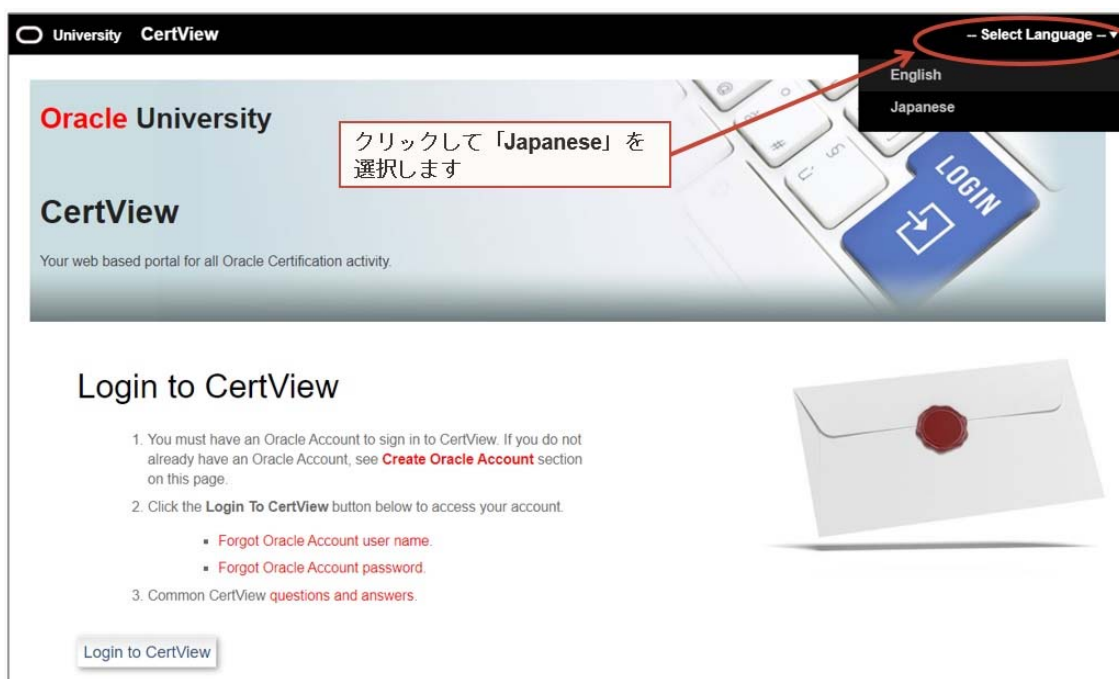 University CertView
-- Select Language --▼
English
Japanese
Oracle University
クリックして「Japanese」を
選択します
CertView
Your web based portal for all Oracle Certification activity.
LOGIN
Login to CertView
1. You must have an Oracle Account to sign in to CertView. If you do not
already have an Oracle Account, see Create Oracle Account section
on this page.
2. Click the Login To CertView button below to access your account.
▪ Forgot Oracle Account user name.
▪ Forgot Oracle Account password.
3. Common CertView questions and answers.
Login to CertView